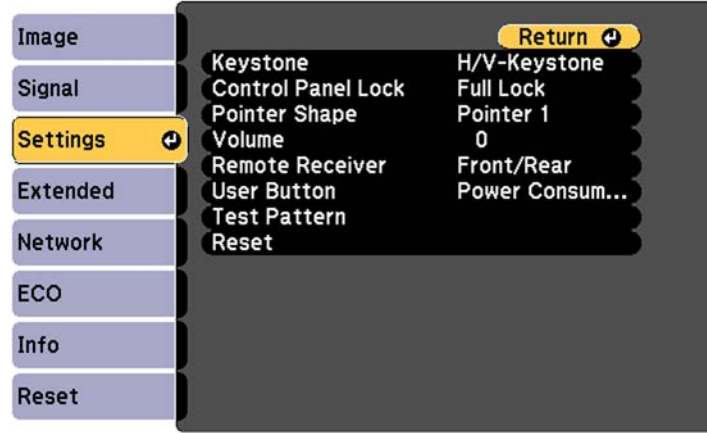 Image
Signal
Settings
Extended
Network
ECO
Info
Reset
Return
Keystone H/V-Keystone
Control Panel Lock Full Lock
Pointer Shape Pointer 1
Volume 0
Remote Receiver Front/Rear
User Button Power Consum...
Test Pattern
Reset